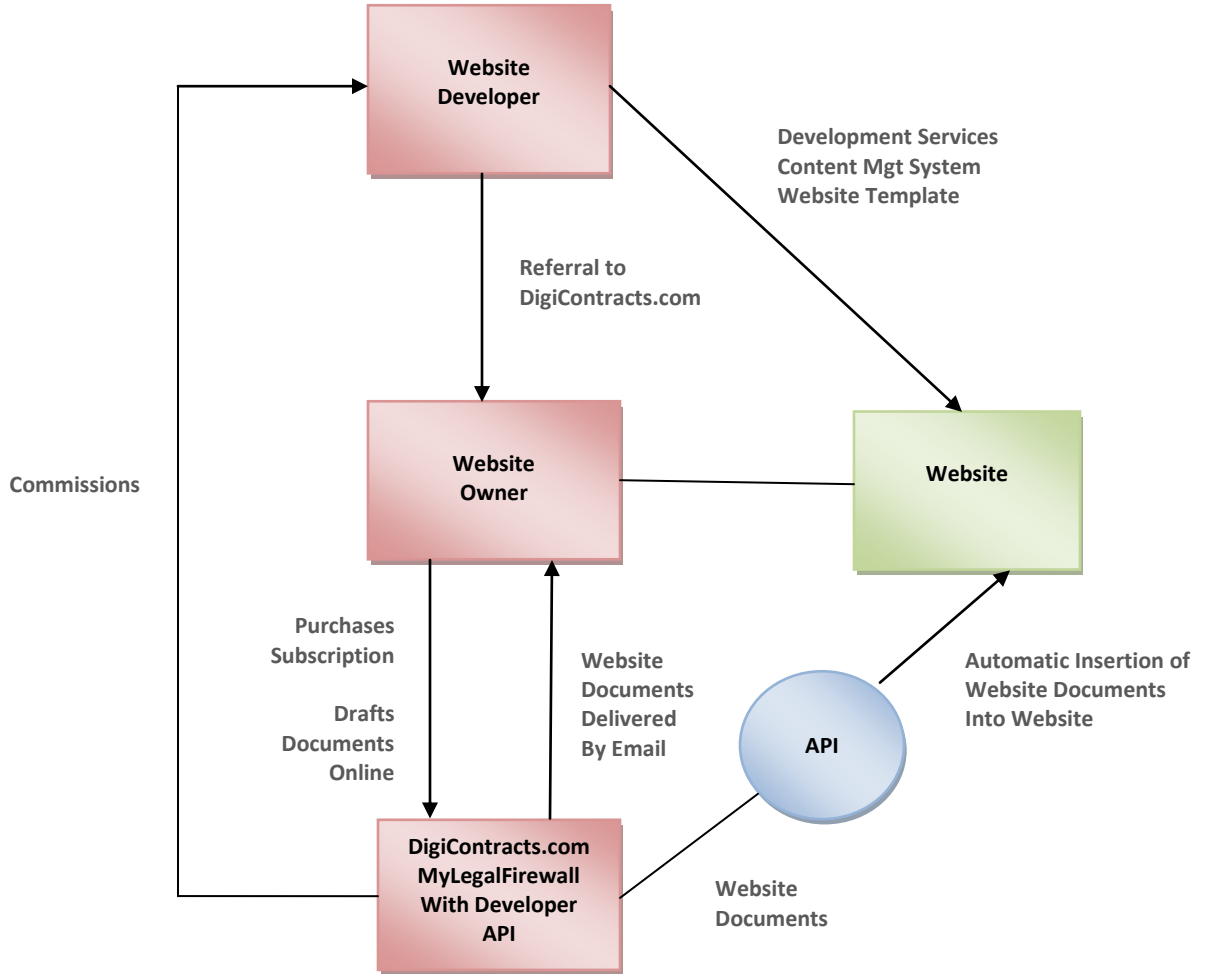 Website
Developer
Development Services
Content Mgt System
Website Template
Referral to
DigiContracts.com
Commissions
Website
Owner
Website
Purchases
Subscription
Drafts
Documents
Online
Website
Documents
Delivered
By Email
Automatic Insertion of
Website Documents
Into Website
API
DigiContracts.com
MyLegalFirewall
With Developer
API
Website
Documents